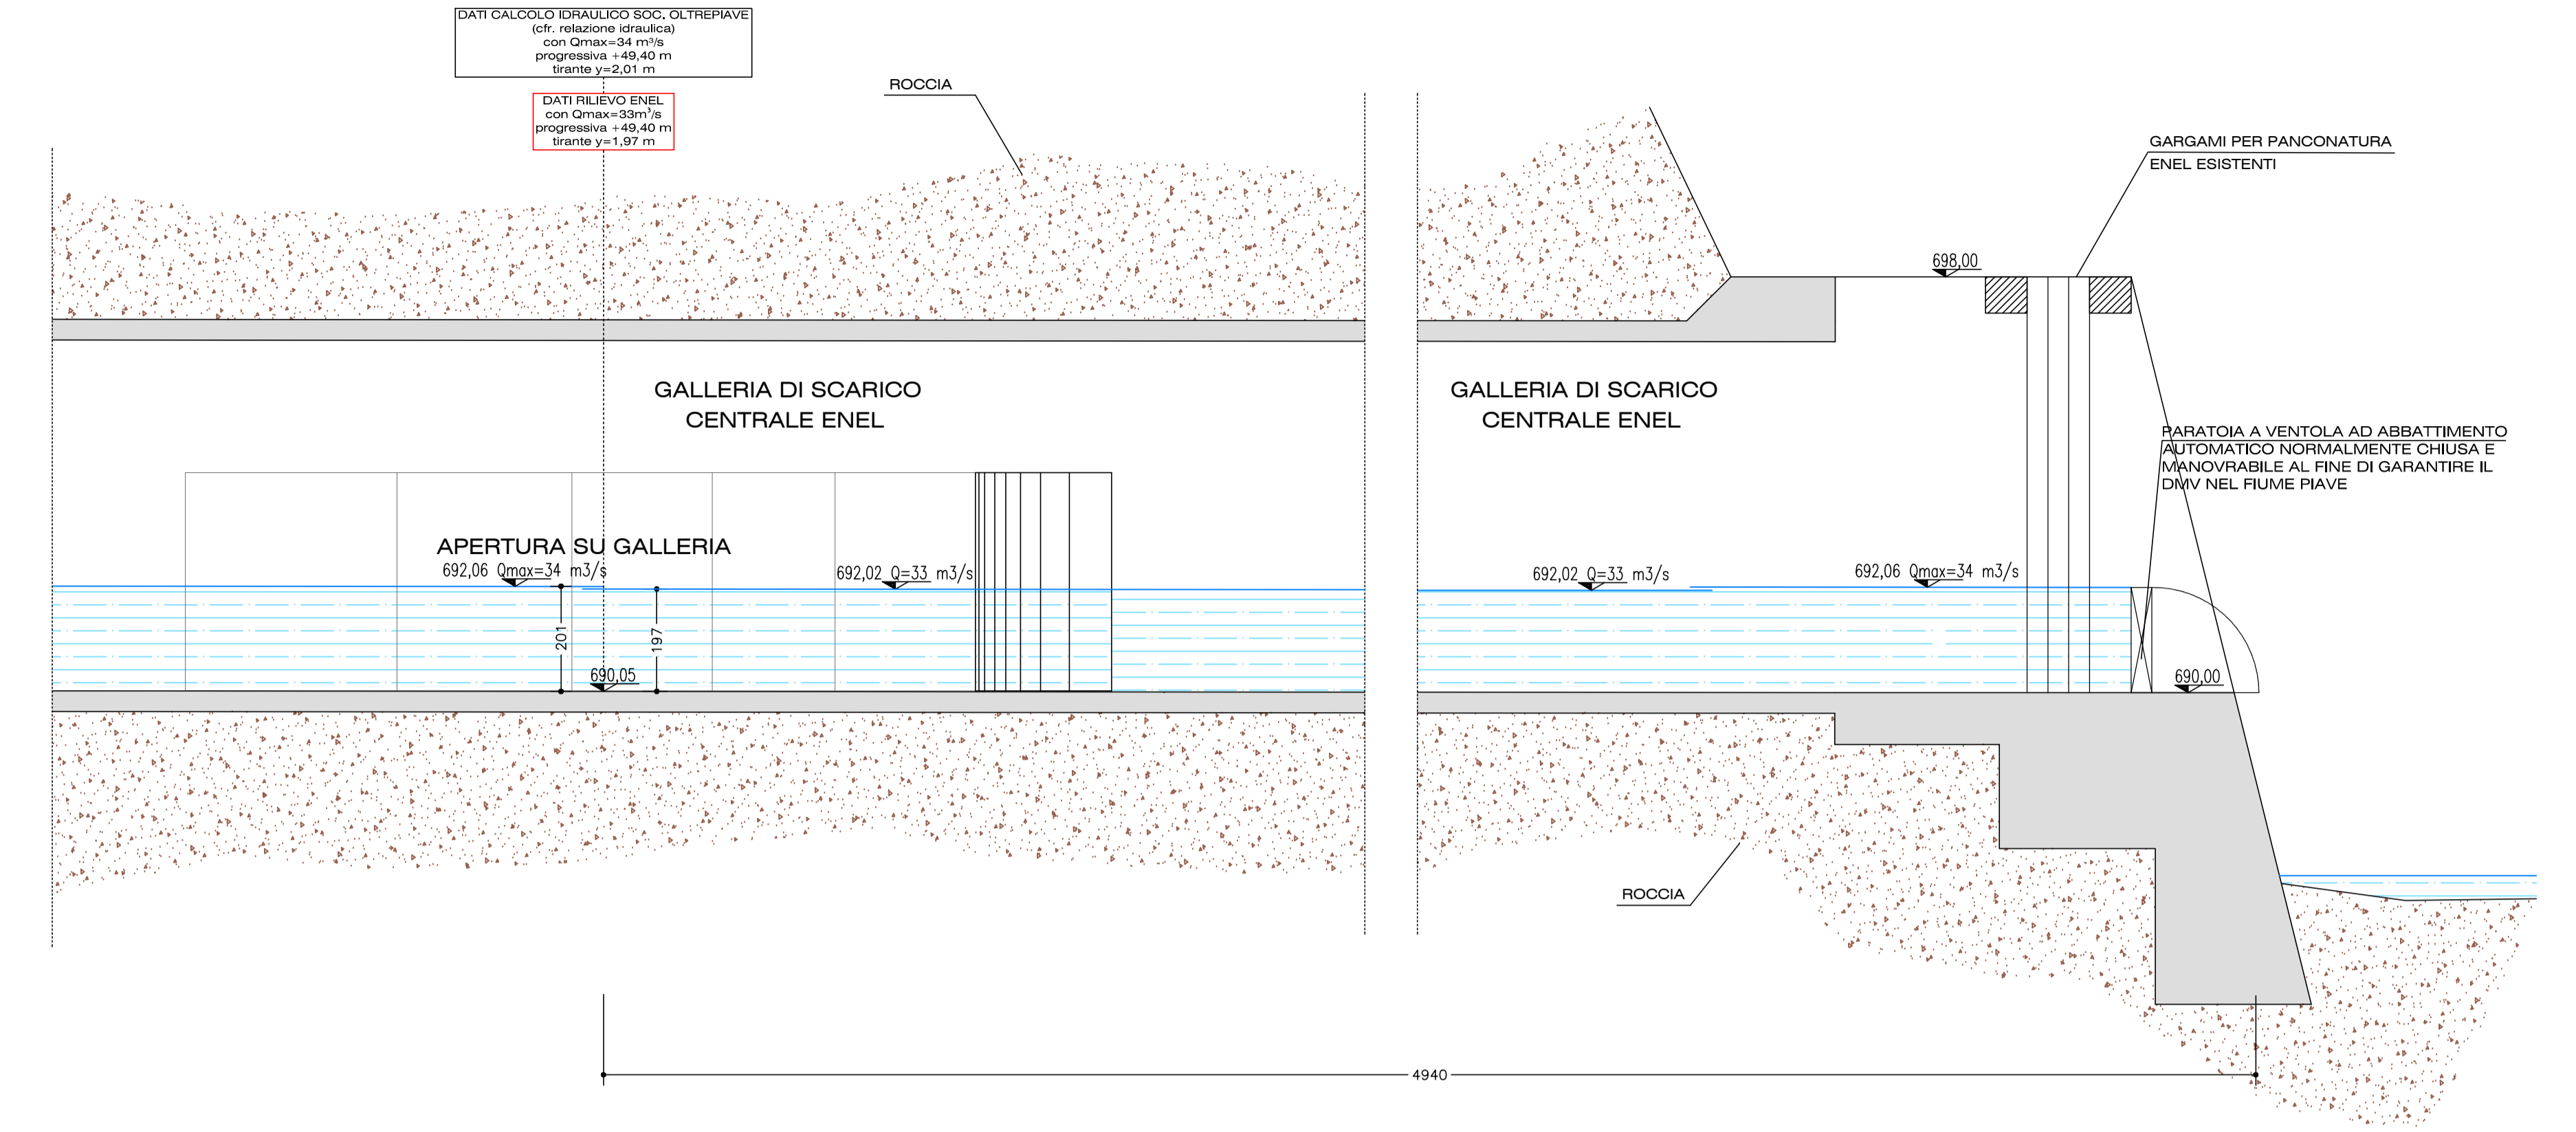 DATI CALCOLO IDRAULICO SOC. OLTREPIAVE
(cfr. relazione idraulica)
con Qmax=34 m³/s
progressiva +49,40 m
tirante y=2,01 m
DATI RILIEVO ENEL
con Qmax=33m³/s
progressiva +49,40 m
tirante y=1,97 m
ROCCIA
GARGAMI PER PANCONATURA
ENEL ESISTENTI
698,00
GALLERIA DI SCARICO
CENTRALE ENEL
GALLERIA DI SCARICO
CENTRALE ENEL
PARATOIA A VENTOLA AD ABBATTIMENTO
AUTOMATICO NORMALMENTE CHIUSA E
MANOVRABILE AL FINE DI GARANTIRE IL
DMV NEL FIUME PIAVE
APERTURA SU GALLERIA
692,06 Qmax=34 m3/s
692,02 Q=33 m3/s
692,02 Q=33 m3/s
692,06 Qmax=34 m3/s
201
197
690,05
690,00
ROCCIA
4940